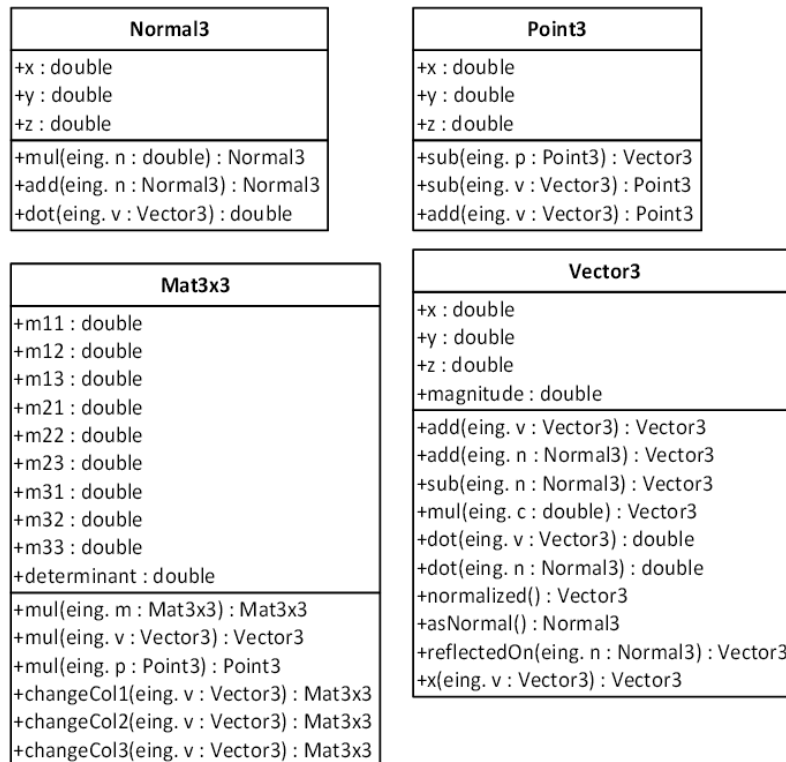 Normal3
+x : double
+y : double
+z : double
+mul(eing. n : double) : Normal3
+add(eing. n : Normal3) : Normal3
+dot(eing. v : Vector3) : double
Point3
+x : double
+y : double
+z : double
+sub(eing. p : Point3) : Vector3
+sub(eing. v : Vector3) : Point3
+add(eing. v : Vector3) : Point3
Mat3x3
+m11 : double
+m12 : double
+m13 : double
+m21 : double
+m22 : double
+m23 : double
+m31 : double
+m32 : double
+m33 : double
+determinant : double
+mul(eing. m : Mat3x3) : Mat3x3
+mul(eing. v : Vector3) : Vector3
+mul(eing. p : Point3) : Point3
+changeCol1(eing. v : Vector3) : Mat3x3
+changeCol2(eing. v : Vector3) : Mat3x3
+changeCol3(eing. v : Vector3) : Mat3x3
Vector3
+x : double
+y : double
+z : double
+magnitude : double
+add(eing. v : Vector3) : Vector3
+add(eing. n : Normal3) : Vector3
+sub(eing. n : Normal3) : Vector3
+mul(eing. c : double) : Vector3
+dot(eing. v : Vector3) : double
+dot(eing. n : Normal3) : double
+normalized() : Vector3
+asNormal() : Normal3
+reflectedOn(eing. n : Normal3) : Vector3
+x(eing. v : Vector3) : Vector3